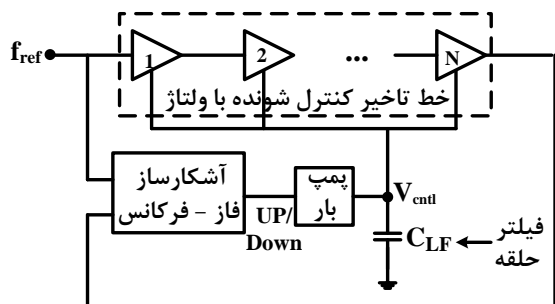 f_ref
1
2
...
N
خط تاخیر کنترل شونده با ولتاژ
آشکارساز
فاز – فرکانس
UP/
Down
پمپ
بار
V_cntl
C_LF
فیلتر
حلقه